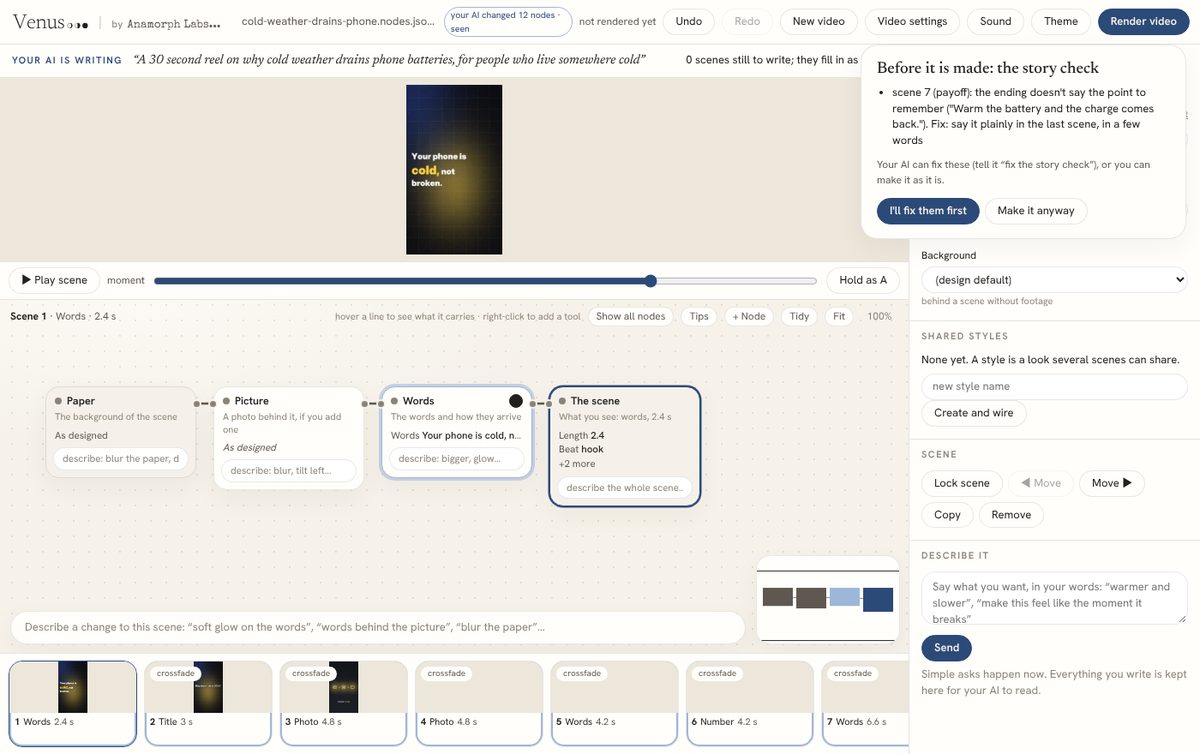 Venus
by Anamorph Labs...
cold-weather-drains-phone.nodes.jso...
your AI changed 12 nodes ·
seen
not rendered yet
Undo
Redo
New video
Video settings
Sound
Theme
Render video
YOUR AI IS WRITING
“A 30 second reel on why cold weather drains phone batteries, for people who live somewhere cold”
0 scenes still to write; they fill in as
Before it is made: the story check
scene 7 (payoff): the ending doesn't say the point to
remember ("Warm the battery and the charge comes
back."). Fix: say it plainly in the last scene, in a few
words
Your AI can fix these (tell it “fix the story check”), or you can
make it as it is.
I'll fix them first
Make it anyway
Your phone is
cold, not
broken.
Play scene
moment
Hold as A
Background
(design default)
behind a scene without footage
Scene 1 · Words · 2.4 s
hover a line to see what it carries · right-click to add a tool
Show all nodes
Tips
+ Node
Tidy
Fit
100%
SHARED STYLES
None yet. A style is a look several scenes can share.
new style name
Create and wire
Paper
The background of the scene
As designed
describe: blur the paper, d
Picture
A photo behind it, if you add
one
As designed
describe: blur, tilt left...
Words
The words and how they arrive
Words Your phone is cold, n...
describe: bigger, glow...
The scene
What you see: words, 2.4 s
Length 2.4
Beat hook
+2 more
describe the whole scene..
SCENE
Lock scene
Move
Move
Copy
Remove
DESCRIBE IT
Say what you want, in your words: “warmer and
slower”, “make this feel like the moment it
breaks”
Send
Simple asks happen now. Everything you write is kept
here for your AI to read.
Describe a change to this scene: “soft glow on the words”, “words behind the picture”, “blur the paper”...
1 Words 2.4 s
crossfade
2 Title 3 s
crossfade
3 Photo 4.8 s
crossfade
4 Photo 4.8 s
crossfade
5 Words 4.2 s
crossfade
6 Number 4.2 s
crossfade
7 Words 6.6 s